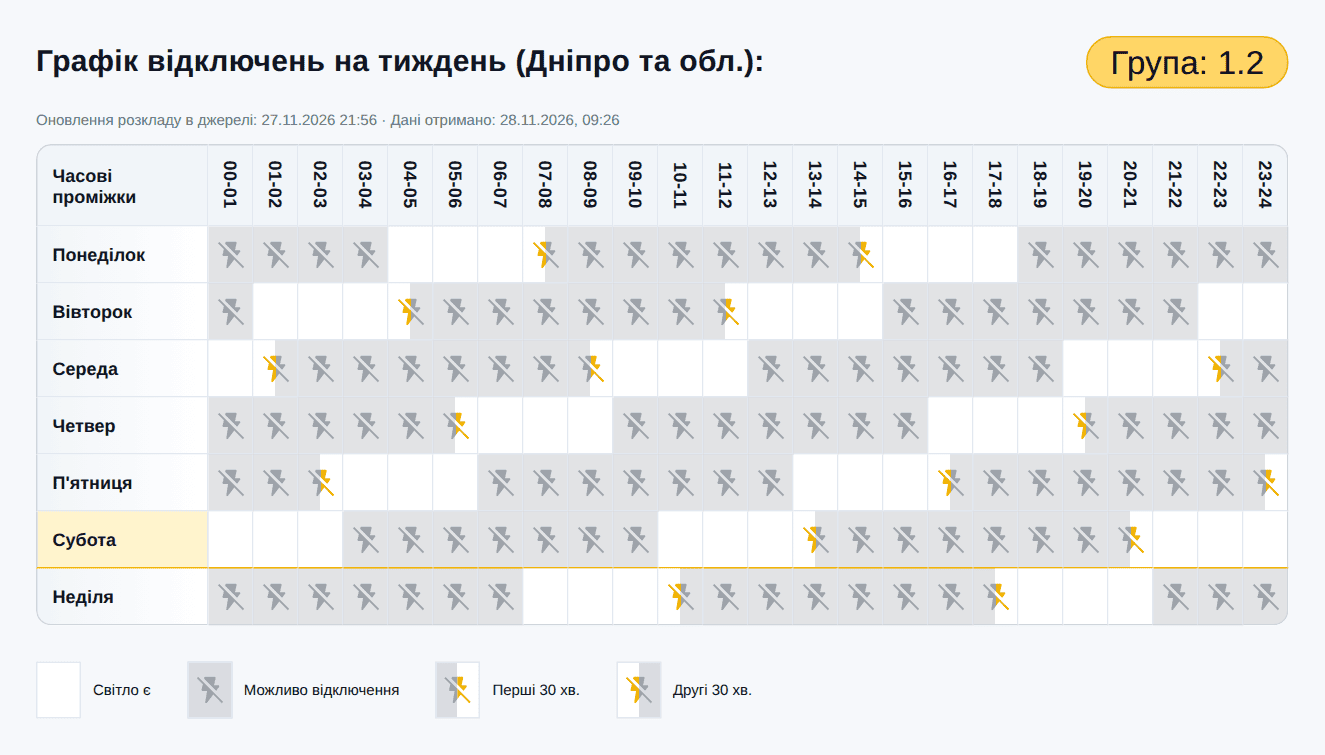 Графік відключень на тиждень (Дніпро та обл.):
Група: 1.2
Оновлення розкладу в джерелі: 27.11.2026 21:56 · Дані отримано: 28.11.2026, 09:26
Часові
проміжки
00-01 01-02 02-03 03-04 04-05 05-06 06-07 07-08 08-09 09-10 10-11 11-12 12-13 13-14 14-15 15-16 16-17 17-18 18-19 19-20 20-21 21-22 22-23 23-24
Понеділок
Вівторок
Середа
Четвер
П'ятниця
Субота
Неділя
Світло є
Можливо відключення
Перші 30 хв.
Другі 30 хв.